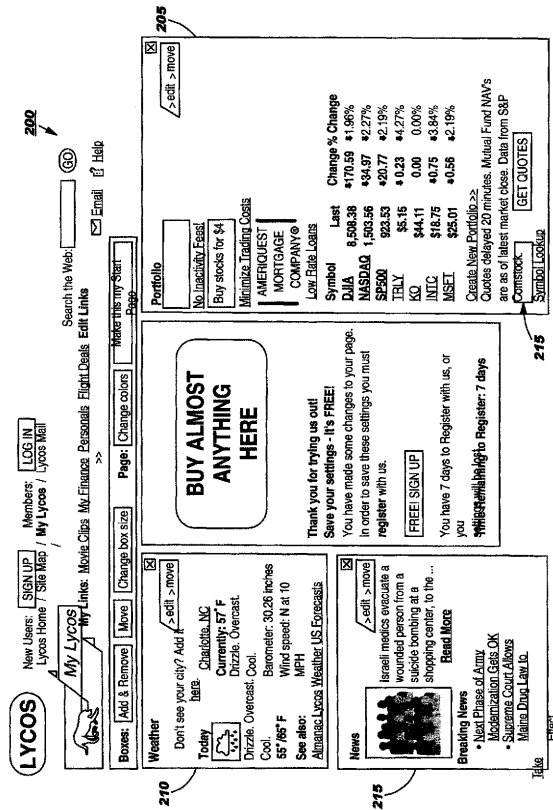 200
LYCOS
New Users: SIGN UP Members: LOG IN
Lycos Home / Site Map / My Lycos / Lycos Mail
My Lycos
Search the Web: GO
Email Help
My Links: Movie Clips My Finance Personals Flight Deals Edit Links
>>
Boxes: Add & Remove Move Change box size Page: Change colors Make this my Start Page
210
Weather
>edit >move
Don't see your city? Add it
here.
Today Charlotte, NC
Currently: 57° F
Drizzle. Overcast.
Drizzle. Overcast. Cool.
Cool.
55°/65° F Barometer: 30.26 inches
Wind speed: N at 10
MPH
See also:
Almanac Lycos Weather US Forecasts
215
News
>edit >move
Israeli medics evacuate a
wounded person from a
suicide bombing at a
shopping center, to the ...
Read More
Breaking News
• Next Phase of Army
Modernization Gets OK
• Supreme Court Allows
Maine Drug Law to
Take
Effect
BUY ALMOST
ANYTHING
HERE
Thank you for trying us out!
Save your settings - It's FREE!
You have made some changes to your page.
In order to save these settings you must
register with us.
FREE! SIGN UP
You have 7 days to Register with us, or
you
settings will be lost.
Time Remaining to Register: 7 days
205
Portfolio
>edit >move
No Inactivity Fees!
Buy stocks for $4
Minimize Trading Costs
AMERIQUEST
MORTGAGE
COMPANY®
Low Rate Loans
Symbol Last Change % Change
DJIA 8,508.38 170.59 1.96%
NASDAQ 1,503.56 34.97 2.27%
SP500 923.53 20.77 2.19%
TRLY $5.15 0.23 4.27%
KO $44.11 0.00 0.00%
INTC $18.75 0.75 3.84%
MSFT $25.01 0.56 2.19%
Create New Portfolio >>
Quotes delayed 20 minutes. Mutual Fund NAV's
are as of latest market close. Data from S&P
Comstock.
GET QUOTES
Symbol Lookup
215